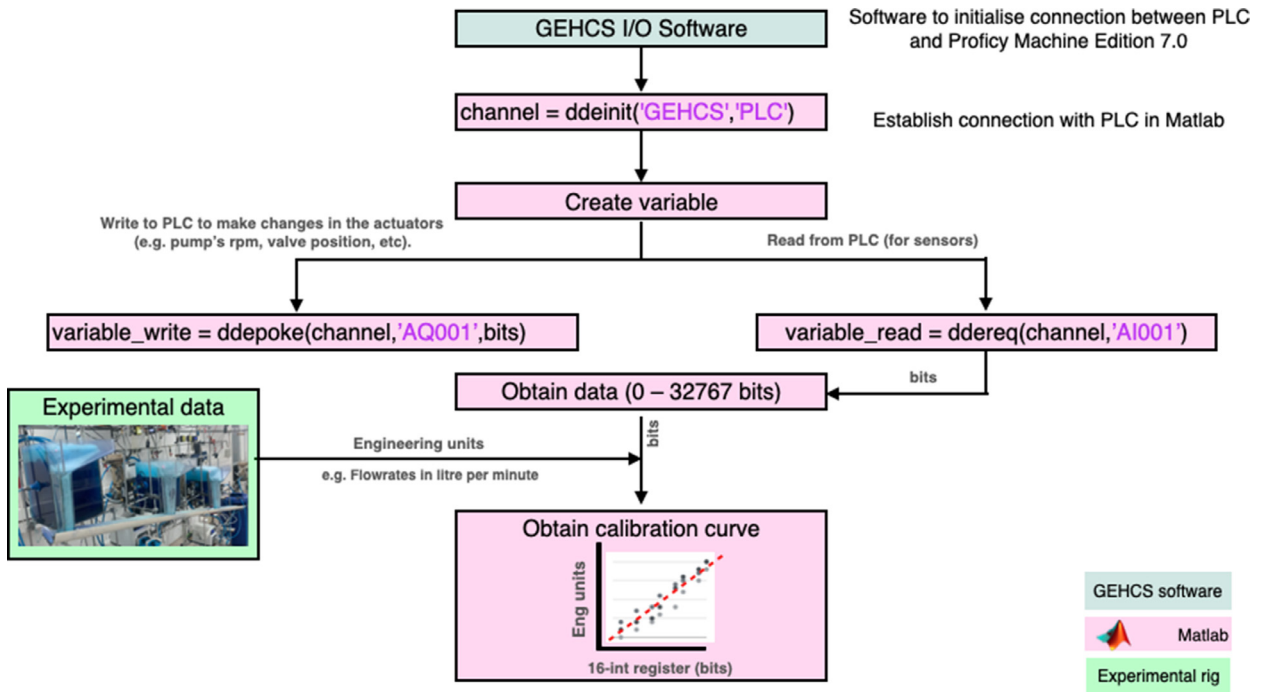 GEHCS I/O Software
Software to initialise connection between PLC
and Proficy Machine Edition 7.0
channel = ddeinit('GEHCS','PLC')
Establish connection with PLC in Matlab
Create variable
Write to PLC to make changes in the actuators
(e.g. pump's rpm, valve position, etc).
Read from PLC (for sensors)
variable_write = ddepoke(channel,'AQ001',bits)
variable_read = ddereq(channel,'AI001')
bits
Obtain data (0 – 32767 bits)
Experimental data
bits
Engineering units
e.g. Flowrates in litre per minute
Obtain calibration curve
Eng units
16-int register (bits)
GEHCS software
Matlab
Experimental rig